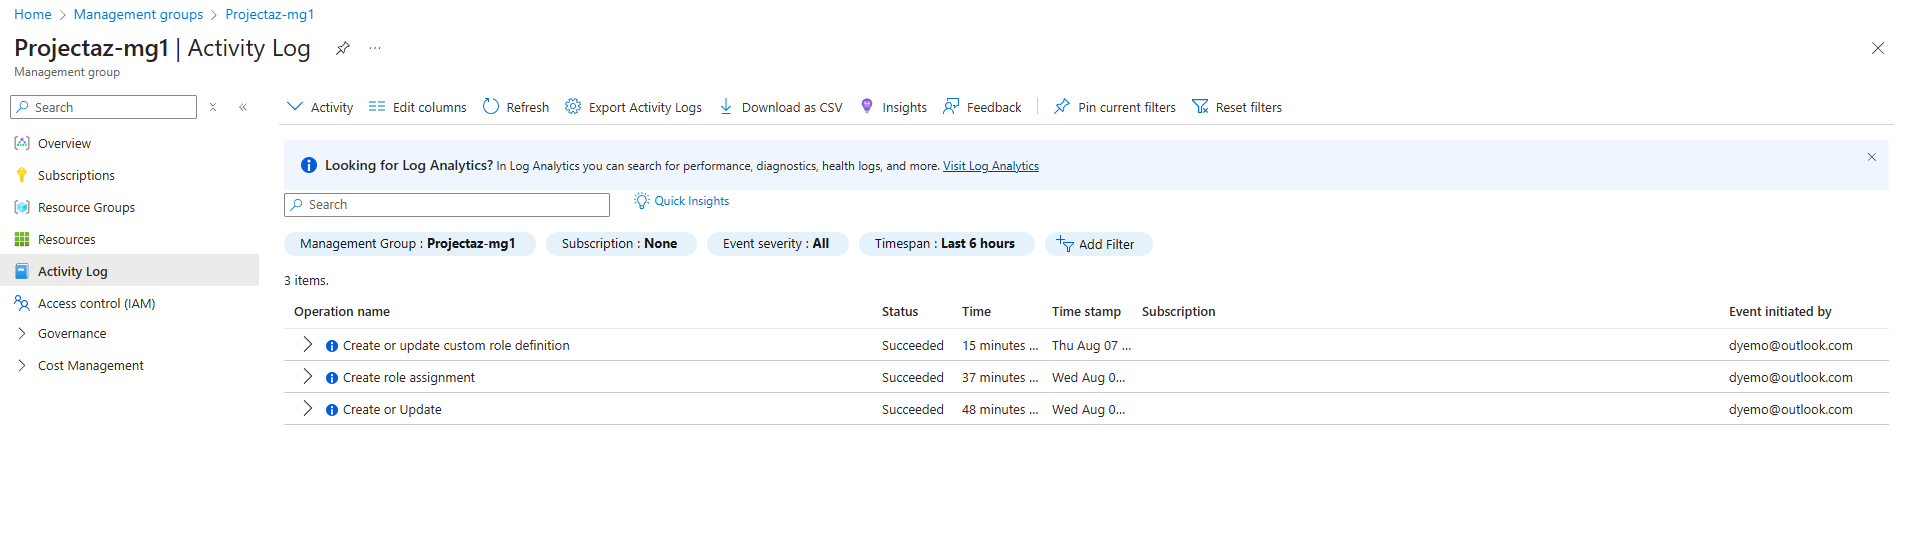 Home > Management groups > Projectaz-mg1
Projectaz-mg1 | Activity Log
Management group
Search
Overview
Subscriptions
Resource Groups
Resources
Activity Log
Access control (IAM)
Governance
Cost Management
Activity Edit columns Refresh Export Activity Logs Download as CSV Insights Feedback Pin current filters Reset filters
Looking for Log Analytics? In Log Analytics you can search for performance, diagnostics, health logs, and more. Visit Log Analytics
Search Quick Insights
Management Group : Projectaz-mg1 Subscription : None Event severity : All Timespan : Last 6 hours Add Filter
3 items.
Operation name Status Time Time stamp Subscription Event initiated by
Create or update custom role definition Succeeded 15 minutes ... Thu Aug 07 ... dyemo@outlook.com
Create role assignment Succeeded 37 minutes ... Wed Aug 0... dyemo@outlook.com
Create or Update Succeeded 48 minutes ... Wed Aug 0... dyemo@outlook.com